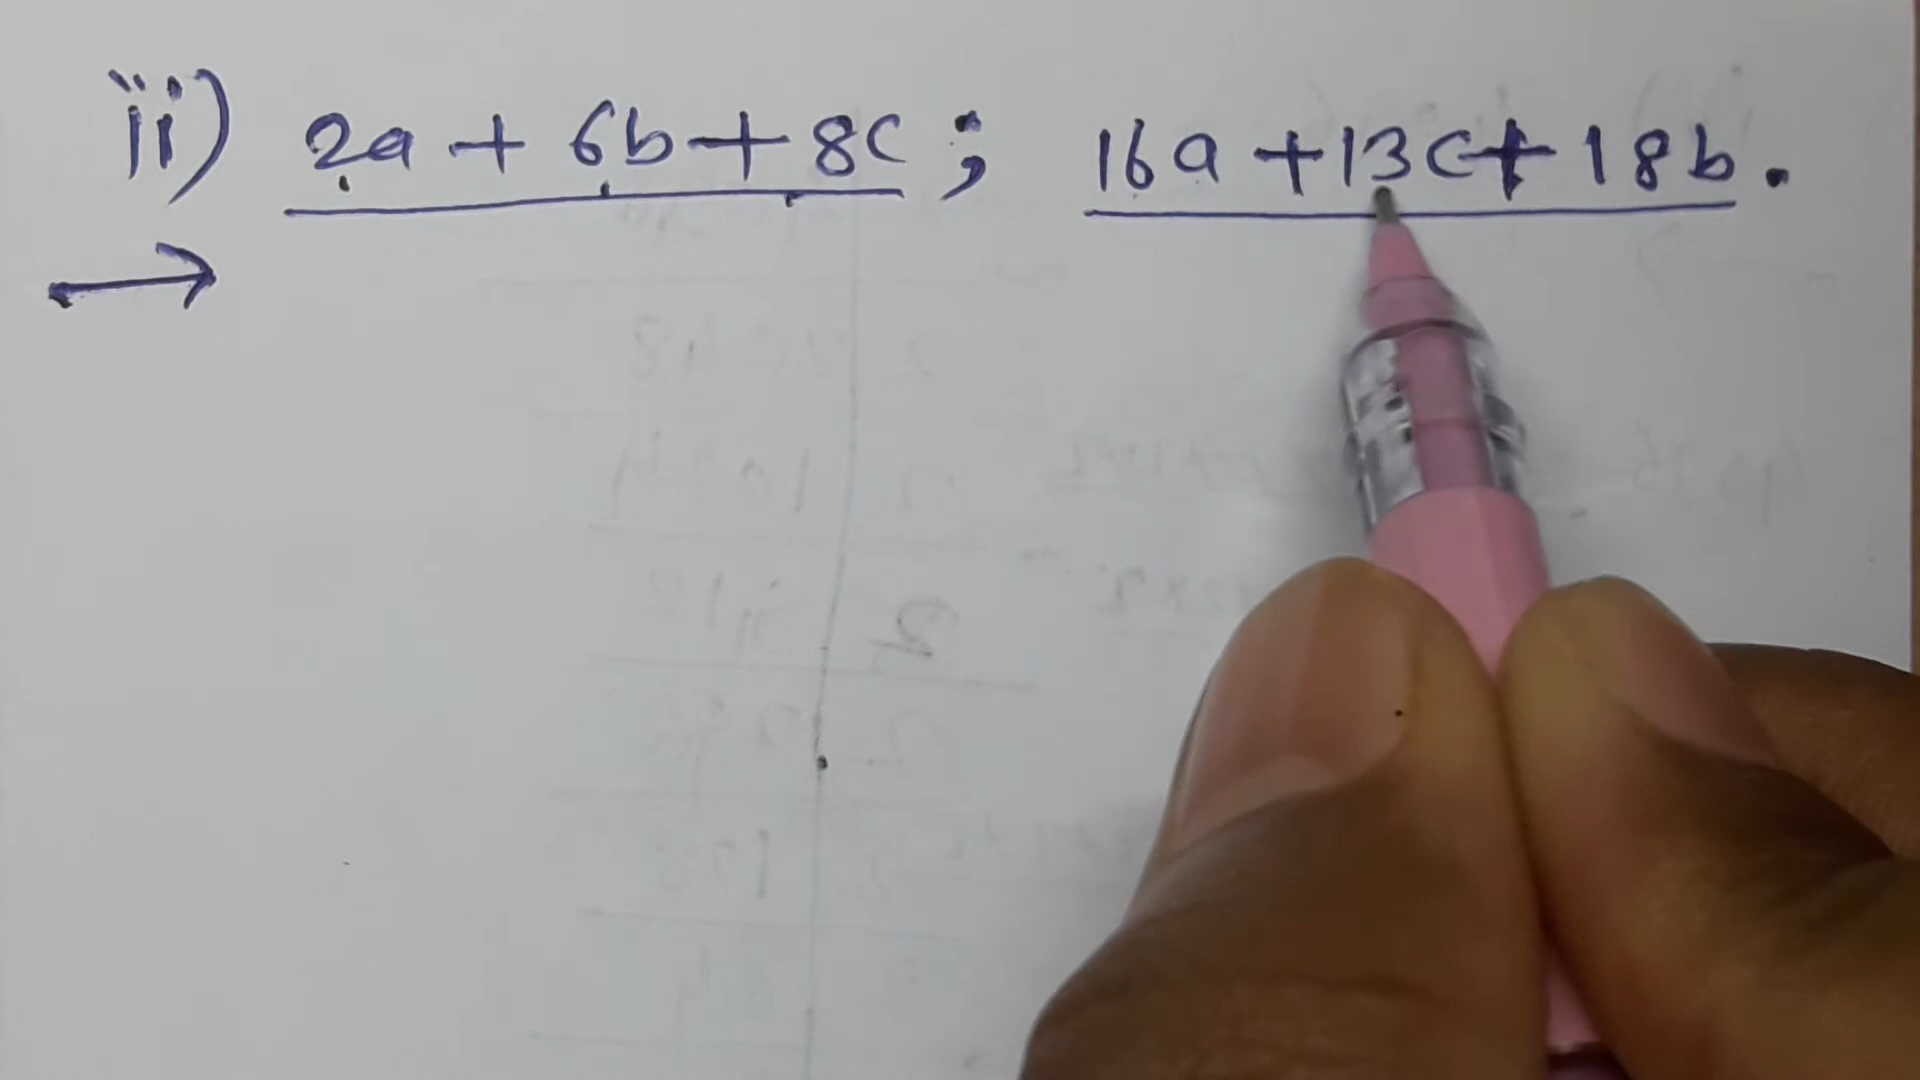 ii) 2a + 6b + 8c ; 16a + 13c + 18b .
→